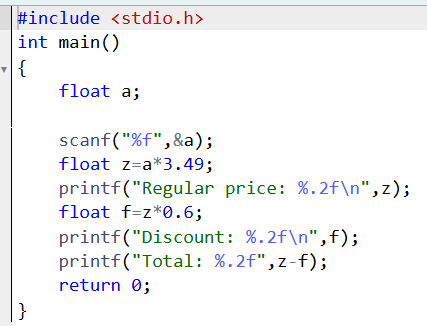 #include <stdio.h>
int main()
{
    float a;

    scanf("%f",&a);
    float z=a*3.49;
    printf("Regular price: %.2f\n",z);
    float f=z*0.6;
    printf("Discount: %.2f\n",f);
    printf("Total: %.2f",z-f);
    return 0;
}